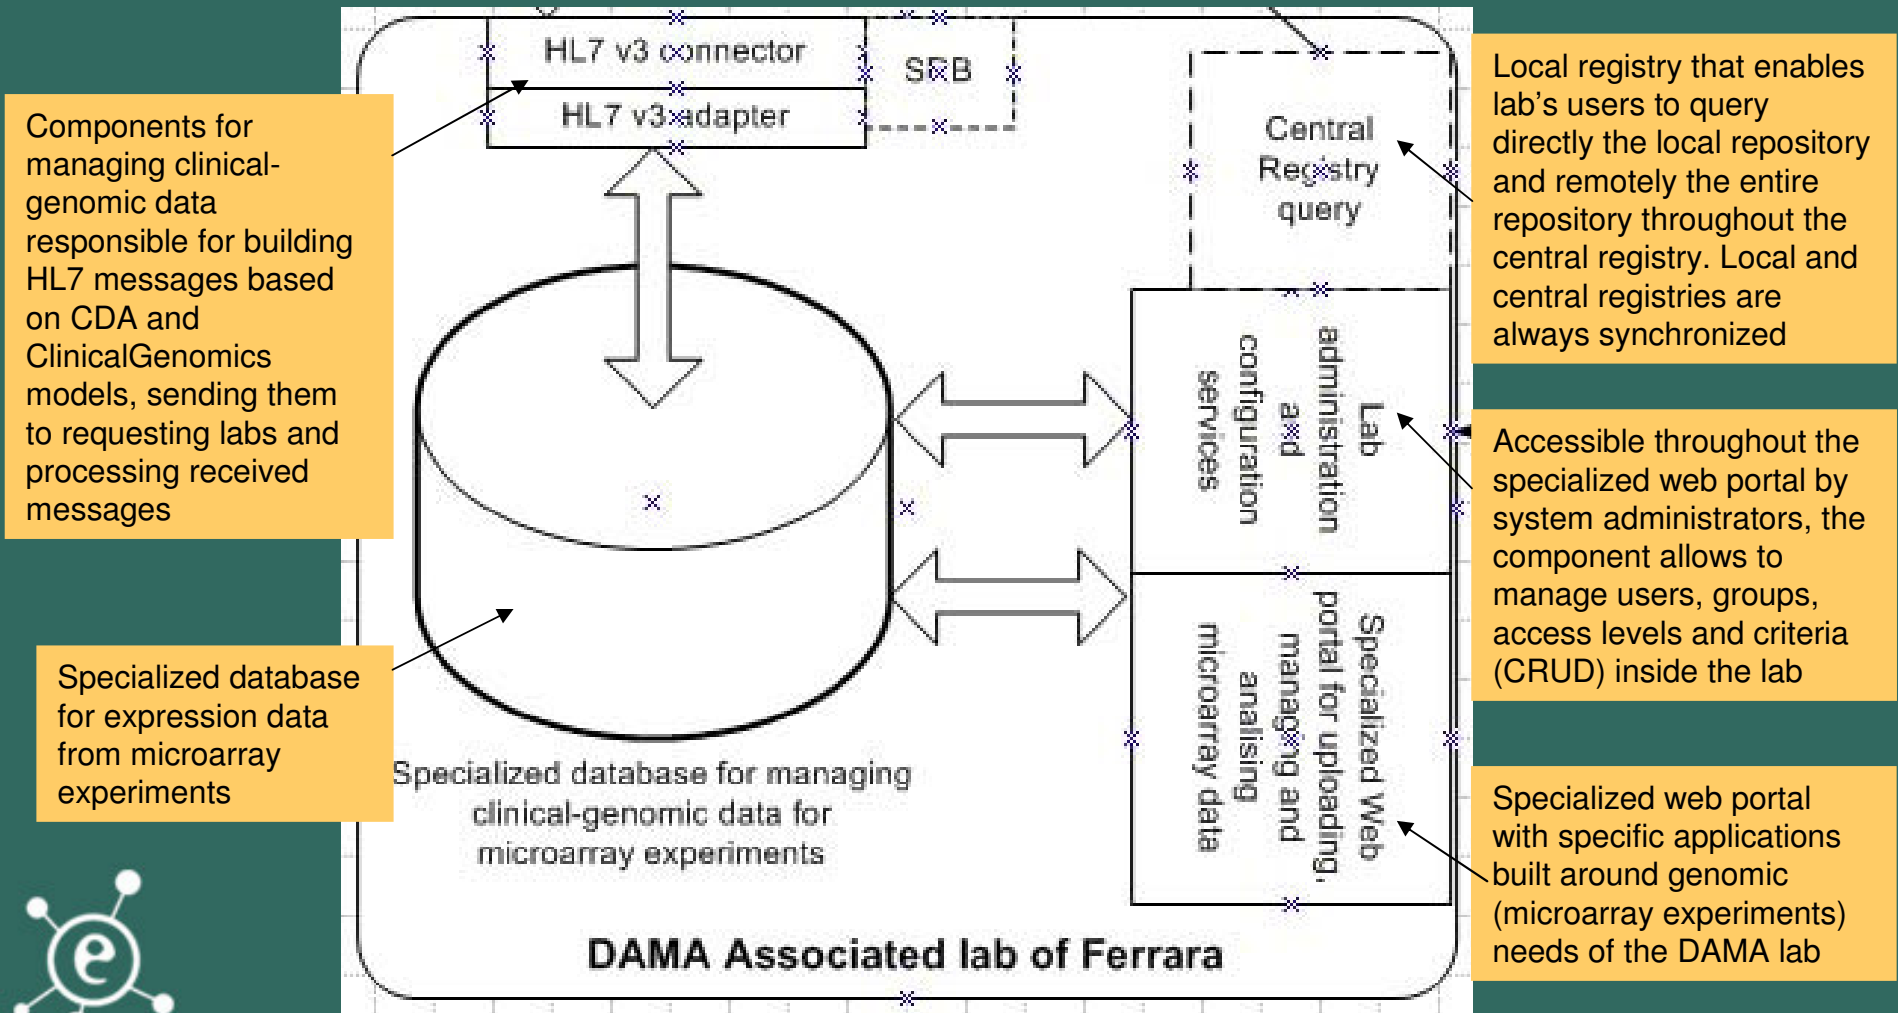 HL7 v3 connector
HL7 v3 adapter
SRB
Central
Registry
query
Components for
managing clinical-
genomic data
responsible for building
HL7 messages based
on CDA and
ClinicalGenomics
models, sending them
to requesting labs and
processing received
messages
Local registry that enables
lab's users to query
directly the local repository
and remotely the entire
repository throughout the
central registry. Local and
central registries are
always synchronized
Lab
administration
and
configuration
services
Accessible throughout the
specialized web portal by
system administrators, the
component allows to
manage users, groups,
access levels and criteria
(CRUD) inside the lab
Specialized database
for expression data
from microarray
experiments
Specialized Web
portal for uploading,
managing and
analising
microarray data
Specialized database for managing
clinical-genomic data for
microarray experiments
Specialized web portal
with specific applications
built around genomic
(microarray experiments)
needs of the DAMA lab
DAMA Associated lab of Ferrara
e